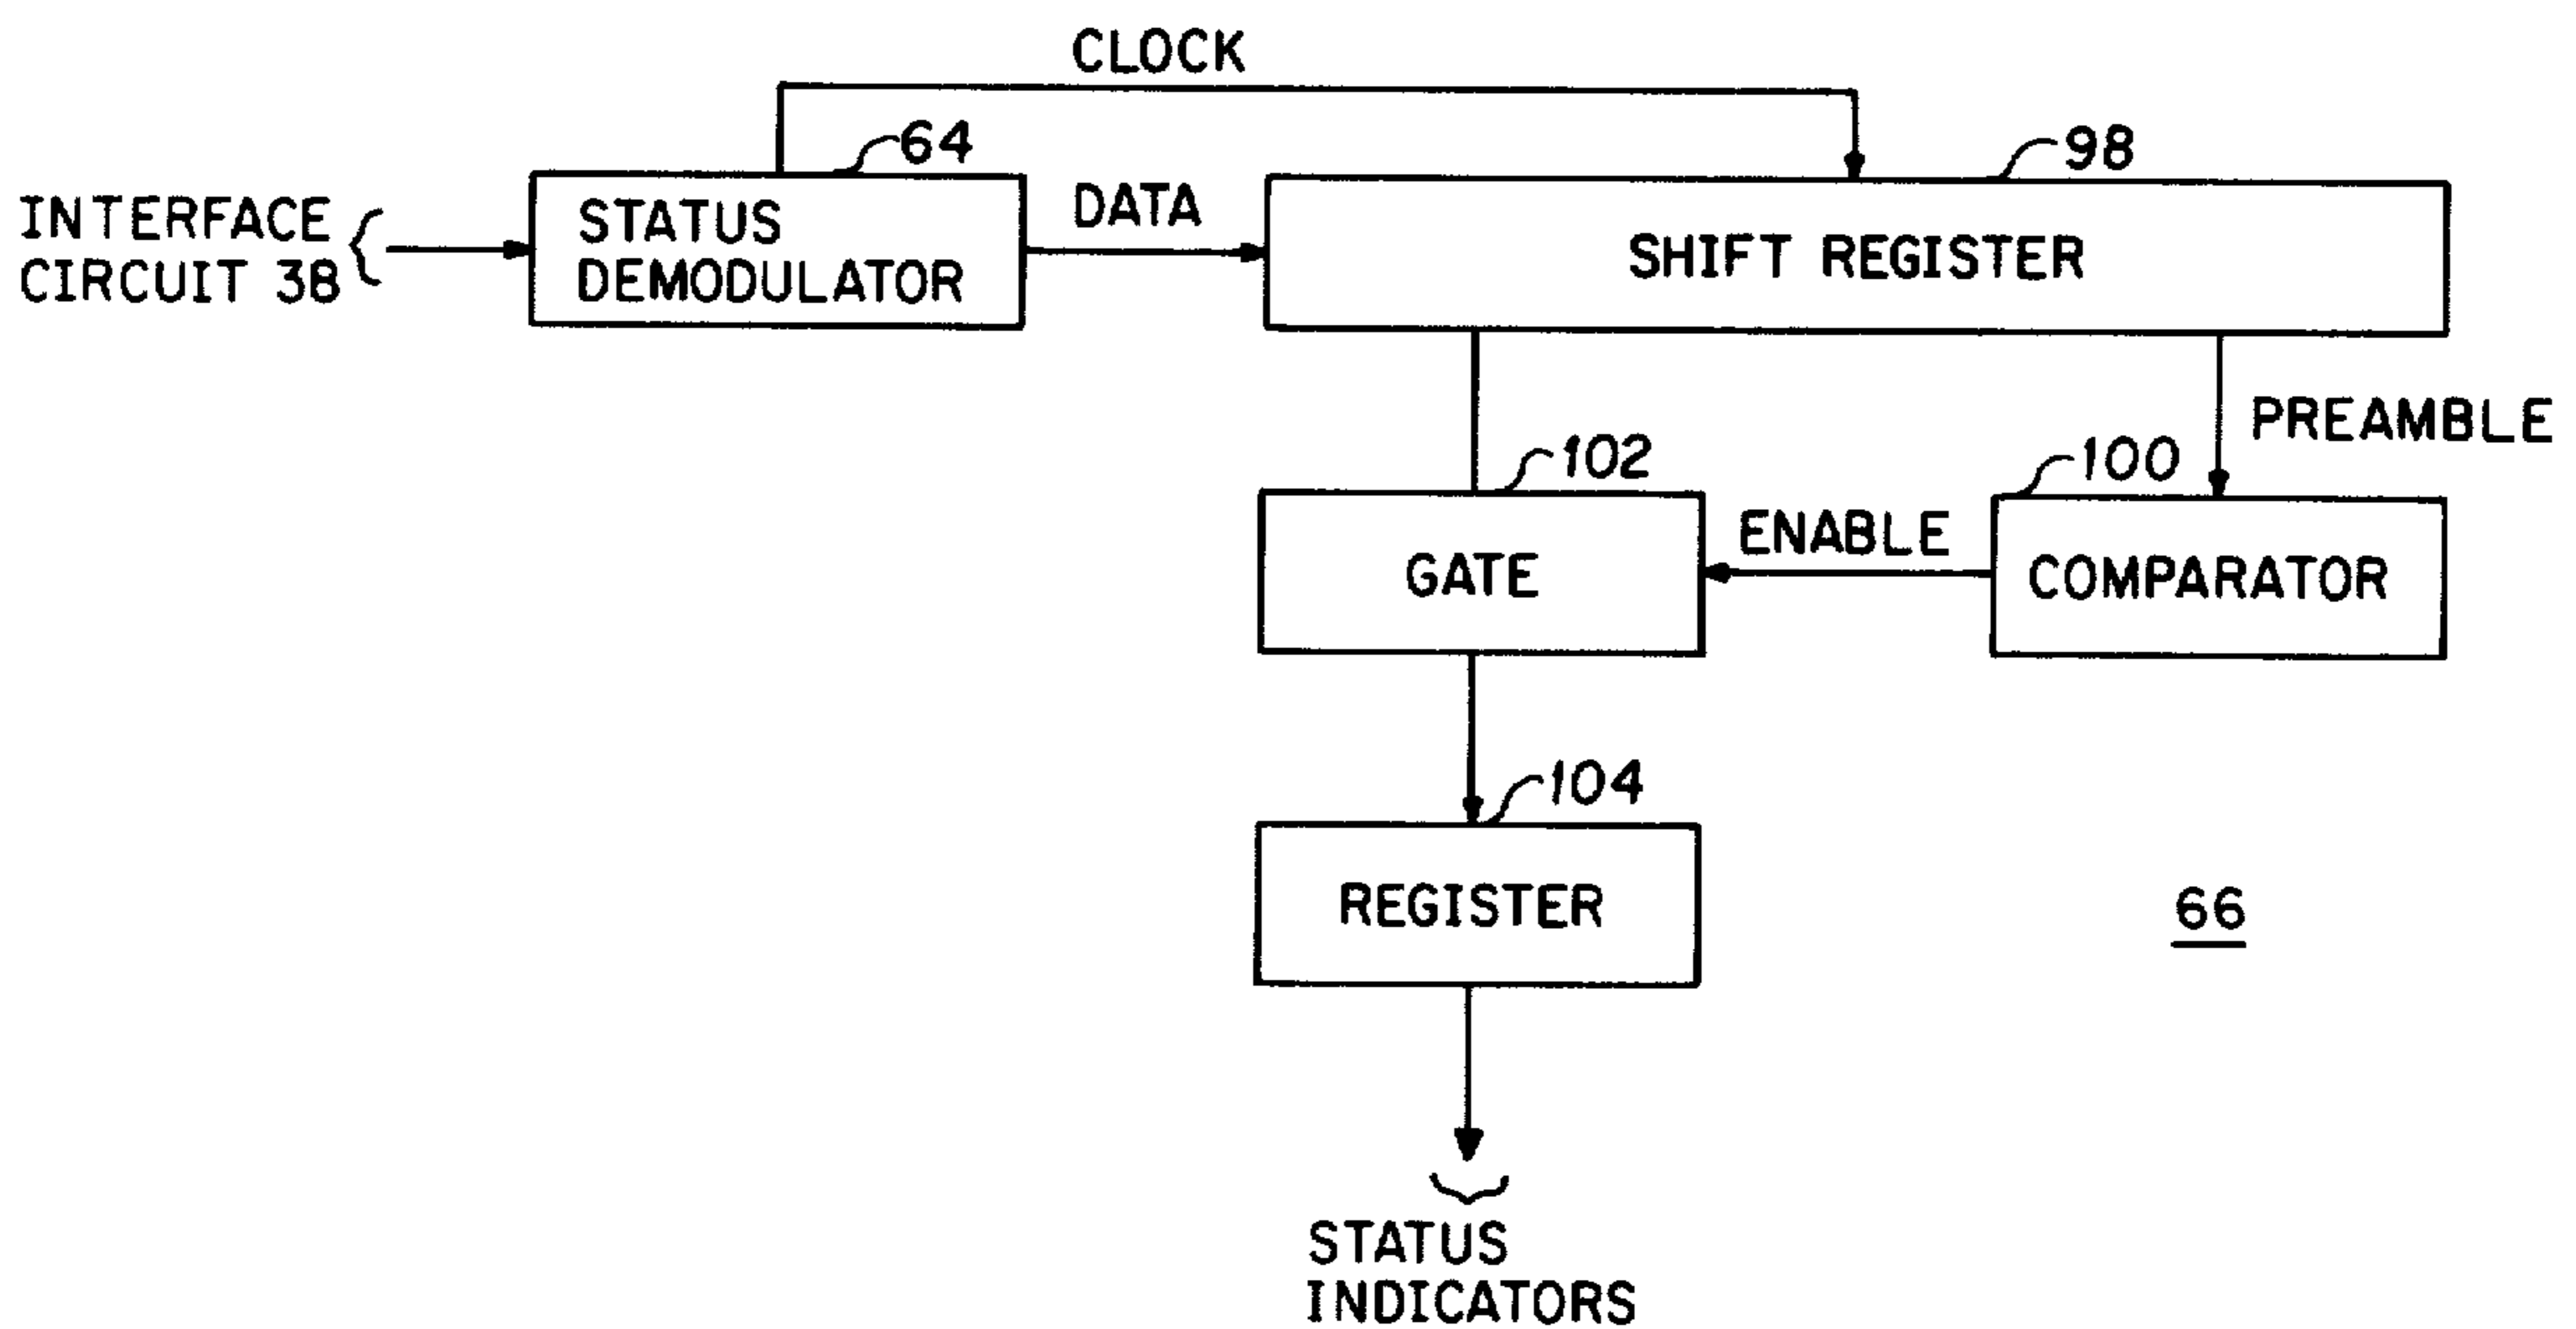 CLOCK
64
98
INTERFACE
CIRCUIT 38
STATUS
DEMODULATOR
DATA
SHIFT REGISTER
PREAMBLE
102
100
GATE
ENABLE
COMPARATOR
104
REGISTER
66
STATUS
INDICATORS